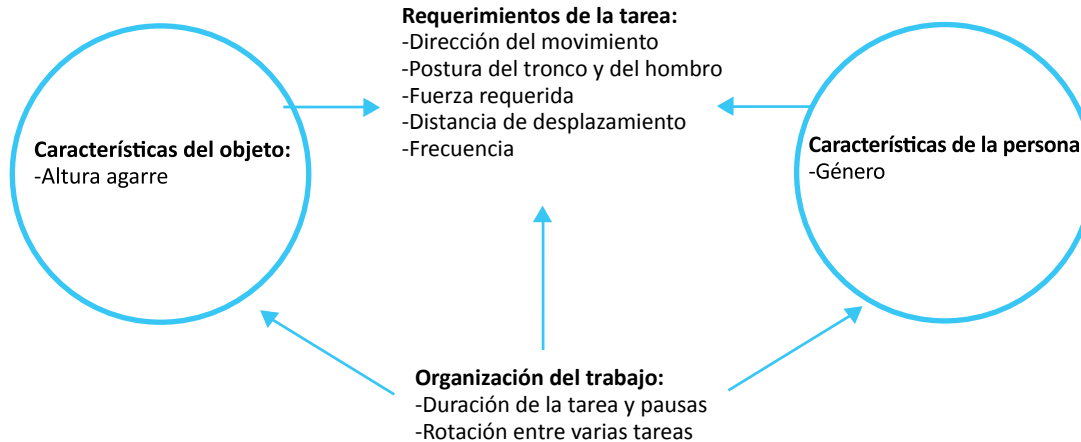 Requerimientos de la tarea:
-Dirección del movimiento
-Postura del tronco y del hombro
-Fuerza requerida
-Distancia de desplazamiento
-Frecuencia
Características del objeto:
-Altura agarre
Características de la persona
-Género
Organización del trabajo:
-Duración de la tarea y pausas
-Rotación entre varias tareas